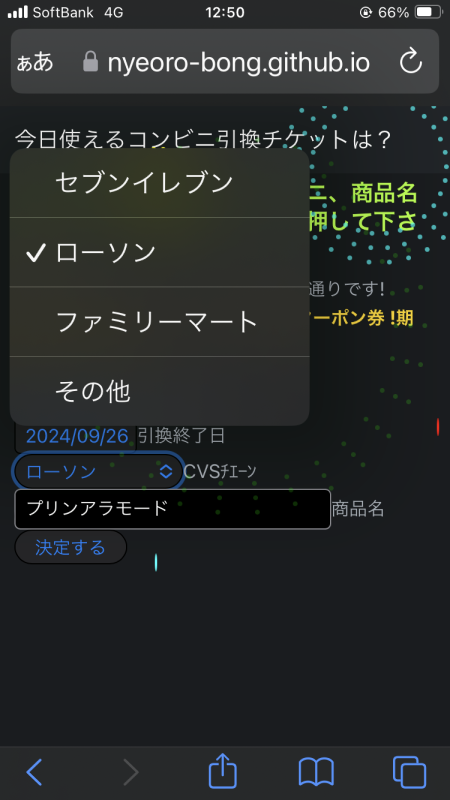 SoftBank 4G 12:50 66%
ぁあ nyeoro-bong.github.io
今日使えるコンビニ引換チケットは？
セブンイレブン
ニ、商品名
押して下さ
✓ローソン
通りです!
ファミリーマート
ーポン券 !期
その他
2024/09/26 引換終了日
ローソン CVSﾁｴｰﾝ
プリンアラモード 商品名
決定する